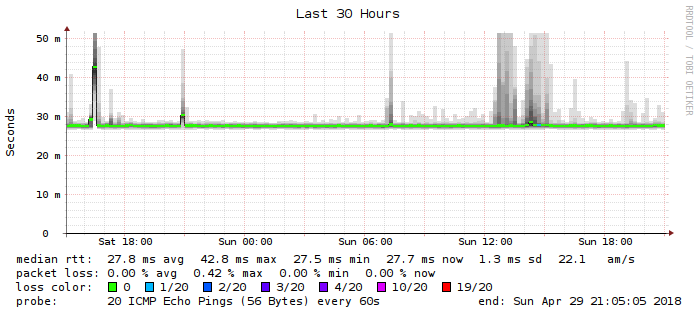 Last 30 Hours
RRDTOOL / TOBI OETIKER
Seconds
50 m
40 m
30 m
20 m
10 m
0
Sat 18:00 Sun 00:00 Sun 06:00 Sun 12:00 Sun 18:00
median rtt: 27.8 ms avg 42.8 ms max 27.5 ms min 27.7 ms now 1.3 ms sd 22.1 am/s
packet loss: 0.00 % avg 0.42 % max 0.00 % min 0.00 % now
loss color: 0 1/20 2/20 3/20 4/20 10/20 19/20
probe: 20 ICMP Echo Pings (56 Bytes) every 60s end: Sun Apr 29 21:05:05 2018